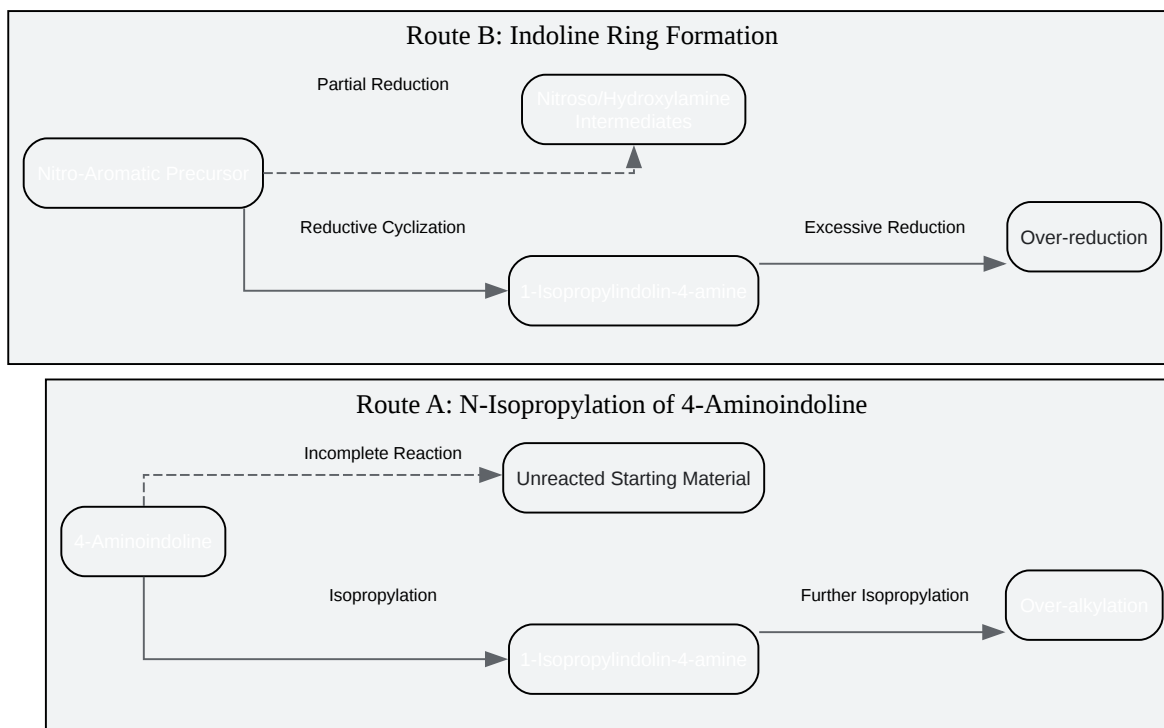 Route B: Indoline Ring Formation
Partial Reduction
Nitroso/Hydroxylamine
Intermediates
Nitro-Aromatic Precursor
Reductive Cyclization
Excessive Reduction
Over-reduction
1-Isopropylindolin-4-amine
Route A: N-Isopropylation of 4-Aminoindoline
Incomplete Reaction
Unreacted Starting Material
4-Aminoindoline
Isopropylation
Further Isopropylation
Over-alkylation
1-Isopropylindolin-4-amine